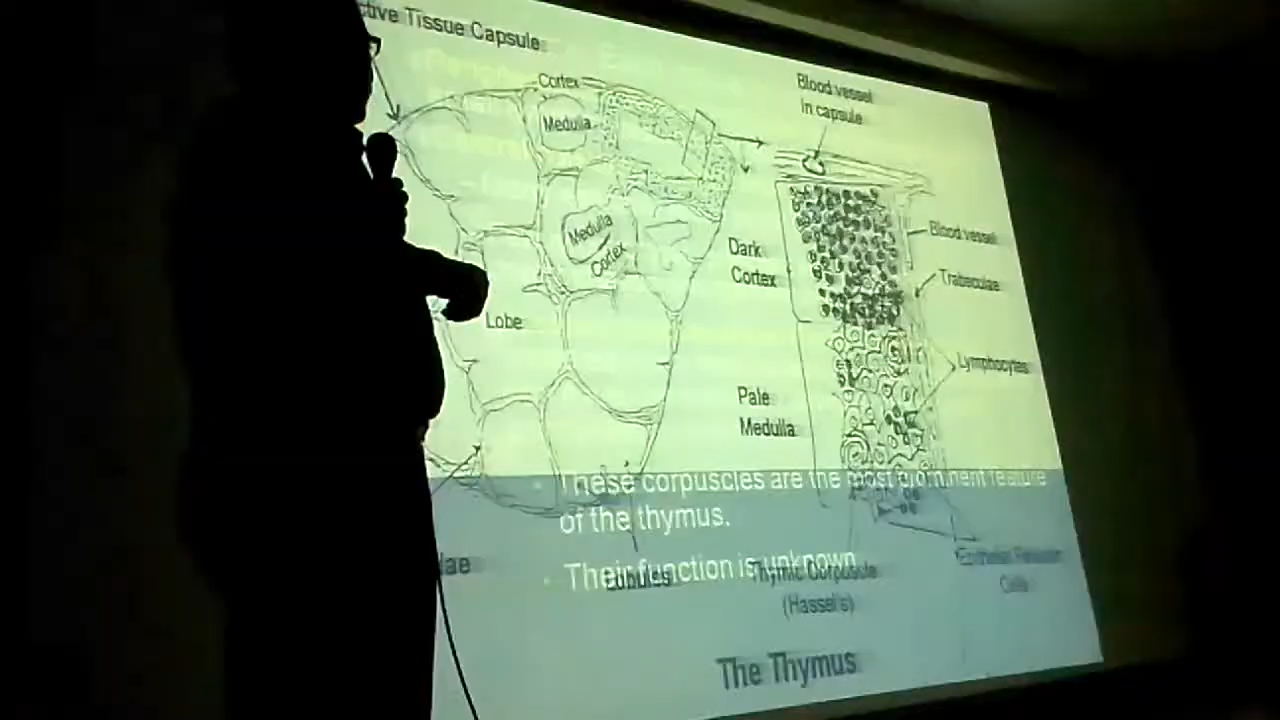 Tissue Capsule
Cortex
Medulla
Blood vessel
In capsule
Medulla
Cortex
Dark
Cortex
Blood vessel
Trabeculae
Lobe
Lymphocytes
Pale
Medulla
These corpuscles are the most prominent feature
of the thymus.
Their function is unknown
Lobules
Thymic Corpuscle
(Hassel's)
Cells
The Thymus